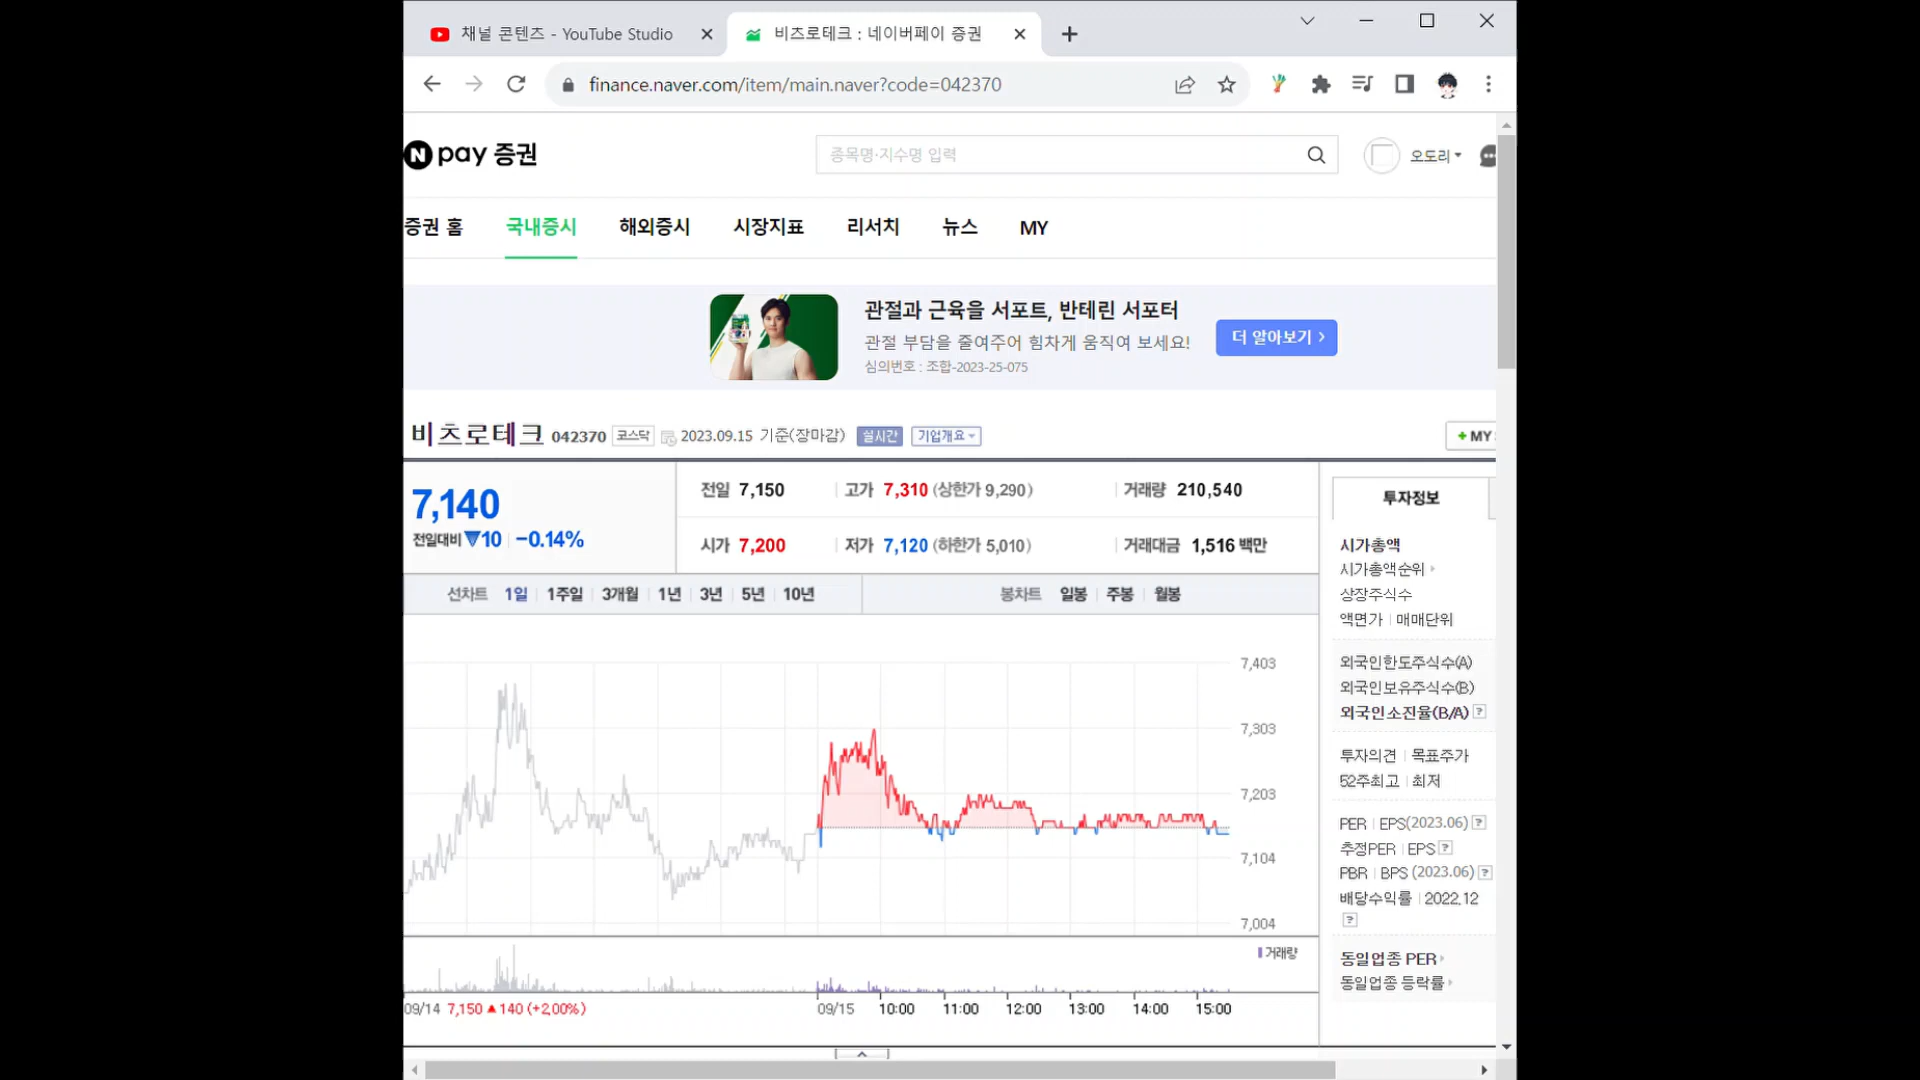 채널 콘텐츠 - YouTube Studio
비츠로테크 : 네이버페이 증권
finance.naver.com/item/main.naver?code=042370
N pay 증권
종목명·지수명 입력
오도리
증권 홈 국내증시 해외증시 시장지표 리서치 뉴스 MY
관절과 근육을 서포트, 반테린 서포터
관절 부담을 줄여주어 힘차게 움직여 보세요!
심의번호 : 조합-2023-25-075
더 알아보기
비츠로테크 042370 코스닥 2023.09.15 기준(장마감) 실시간 기업개요
+ MY
7,140
전일대비 ▼10 -0.14%
전일 7,150 고가 7,310 (상한가 9,290) 거래량 210,540
시가 7,200 저가 7,120 (하한가 5,010) 거래대금 1,516 백만
선차트 1일 1주일 3개월 1년 3년 5년 10년 봉차트 일봉 주봉 월봉
7,403
7,303
7,203
7,104
7,004
거래량
09/14 7,150 ▲140 (+2,00%)
09/15 10:00 11:00 12:00 13:00 14:00 15:00
투자정보
시가총액
시가총액순위
상장주식수
액면가 매매단위
외국인한도주식수(A)
외국인보유주식수(B)
외국인소진율(B/A) ?
투자의견 목표주가
52주최고 최저
PER EPS(2023.06) ?
추정PER EPS ?
PBR BPS (2023.06) ?
배당수익률 2022.12
?
동일업종 PER
동일업종 등락률